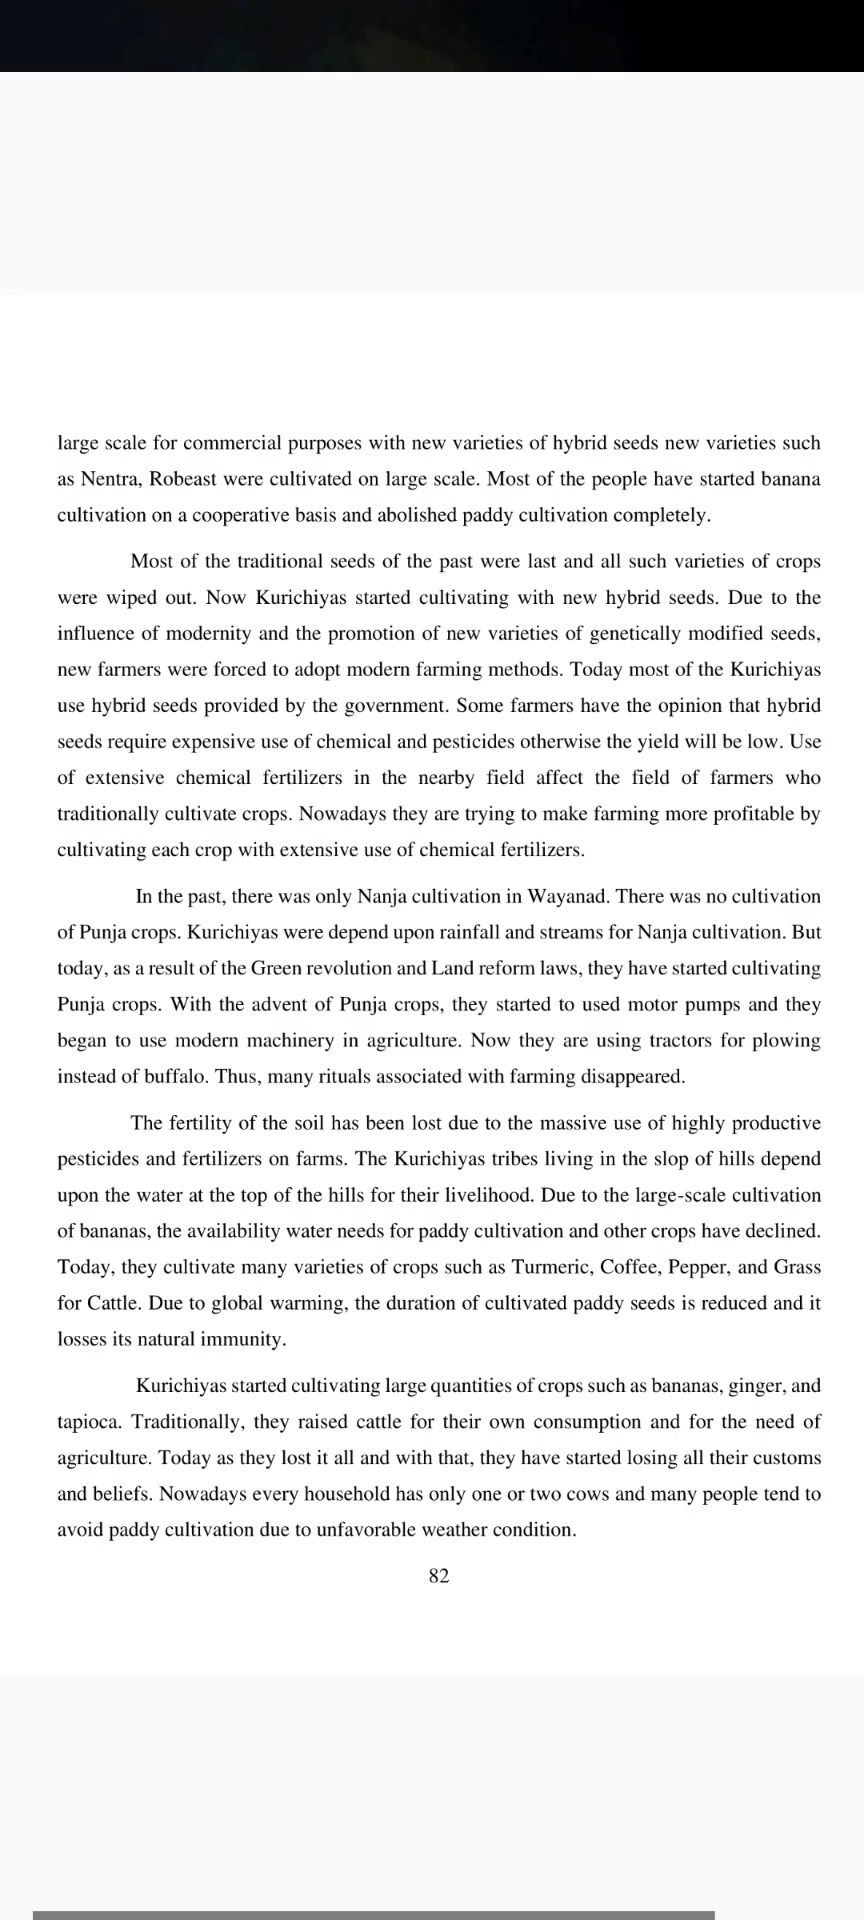 large scale for commercial purposes with new varieties of hybrid seeds new varieties such
as Nentra, Robeast were cultivated on large scale. Most of the people have started banana
cultivation on a cooperative basis and abolished paddy cultivation completely.
Most of the traditional seeds of the past were last and all such varieties of crops
were wiped out. Now Kurichiyas started cultivating with new hybrid seeds. Due to the
influence of modernity and the promotion of new varieties of genetically modified seeds,
new farmers were forced to adopt modern farming methods. Today most of the Kurichiyas
use hybrid seeds provided by the government. Some farmers have the opinion that hybrid
seeds require expensive use of chemical and pesticides otherwise the yield will be low. Use
of extensive chemical fertilizers in the nearby field affect the field of farmers who
traditionally cultivate crops. Nowadays they are trying to make farming more profitable by
cultivating each crop with extensive use of chemical fertilizers.
In the past, there was only Nanja cultivation in Wayanad. There was no cultivation
of Punja crops. Kurichiyas were depend upon rainfall and streams for Nanja cultivation. But
today, as a result of the Green revolution and Land reform laws, they have started cultivating
Punja crops. With the advent of Punja crops, they started to used motor pumps and they
began to use modern machinery in agriculture. Now they are using tractors for plowing
instead of buffalo. Thus, many rituals associated with farming disappeared.
The fertility of the soil has been lost due to the massive use of highly productive
pesticides and fertilizers on farms. The Kurichiyas tribes living in the slop of hills depend
upon the water at the top of the hills for their livelihood. Due to the large-scale cultivation
of bananas, the availability water needs for paddy cultivation and other crops have declined.
Today, they cultivate many varieties of crops such as Turmeric, Coffee, Pepper, and Grass
for Cattle. Due to global warming, the duration of cultivated paddy seeds is reduced and it
losses its natural immunity.
Kurichiyas started cultivating large quantities of crops such as bananas, ginger, and
tapioca. Traditionally, they raised cattle for their own consumption and for the need of
agriculture. Today as they lost it all and with that, they have started losing all their customs
and beliefs. Nowadays every household has only one or two cows and many people tend to
avoid paddy cultivation due to unfavorable weather condition.
82